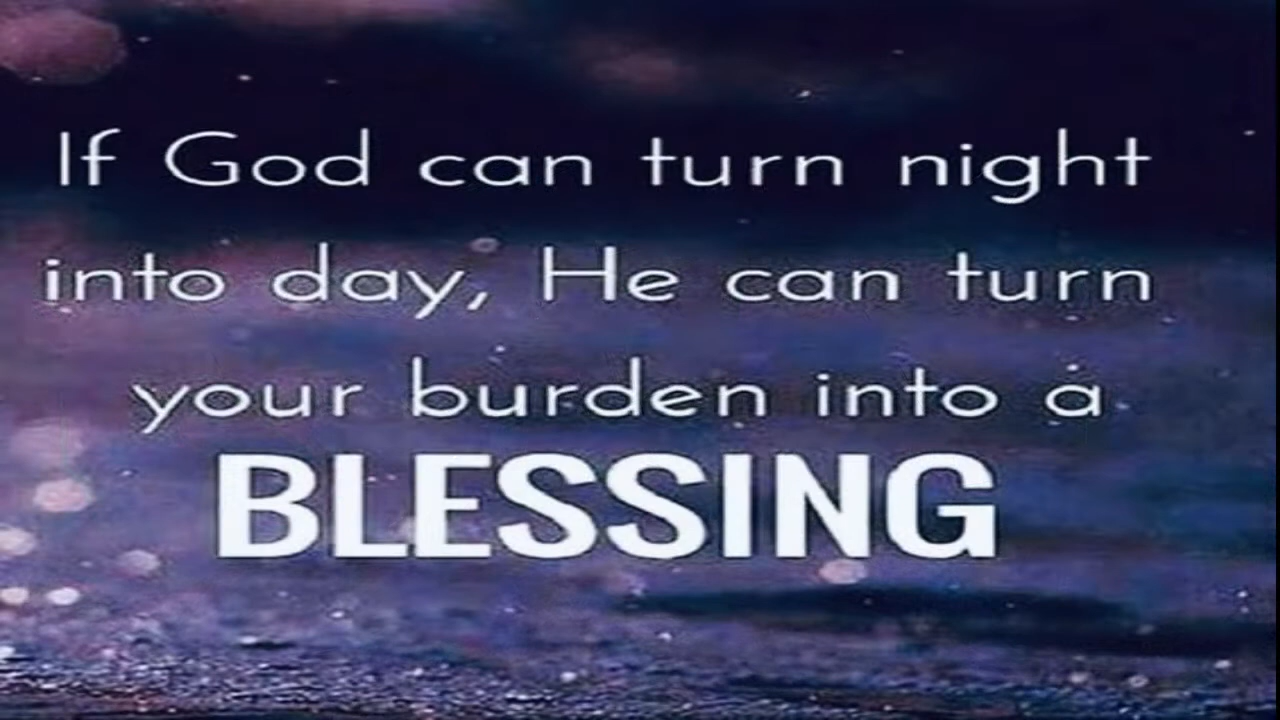 If God can turn night
into day, He can turn
your burden into a
BLESSING